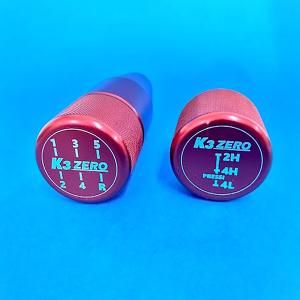 1 3 5
K3 ZERO
2 4 R
K3 ZERO
2H
4H
PRESS
4L